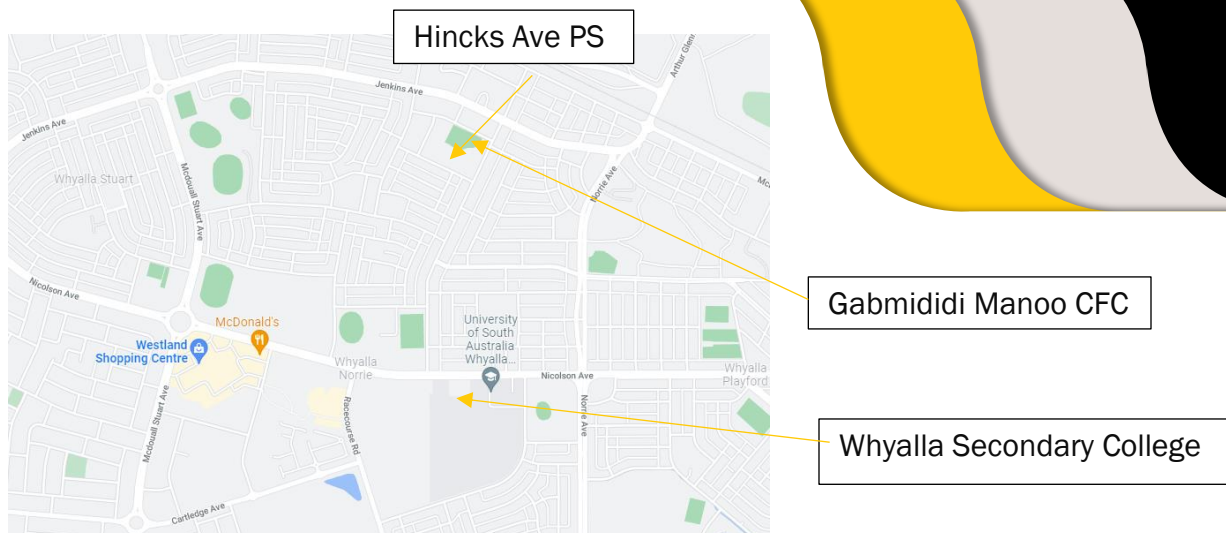 Hincks Ave PS
Arthur Glen
Jenkins Ave
Jenkins Ave
Whyalla Stuart
Mcdouall Stuart Ave
Norrie Ave
Gabmididi Manoo CFC
Nicolson Ave
McDonald's
Westland
Shopping Centre
University
of South
Australia
Whyalla...
Whyalla
Norrie
Nicolson Ave
Whyalla
Playford
Racecourse Rd
Norrie Ave
Mcdouall Stuart Ave
Whyalla Secondary College
Cartledge Ave